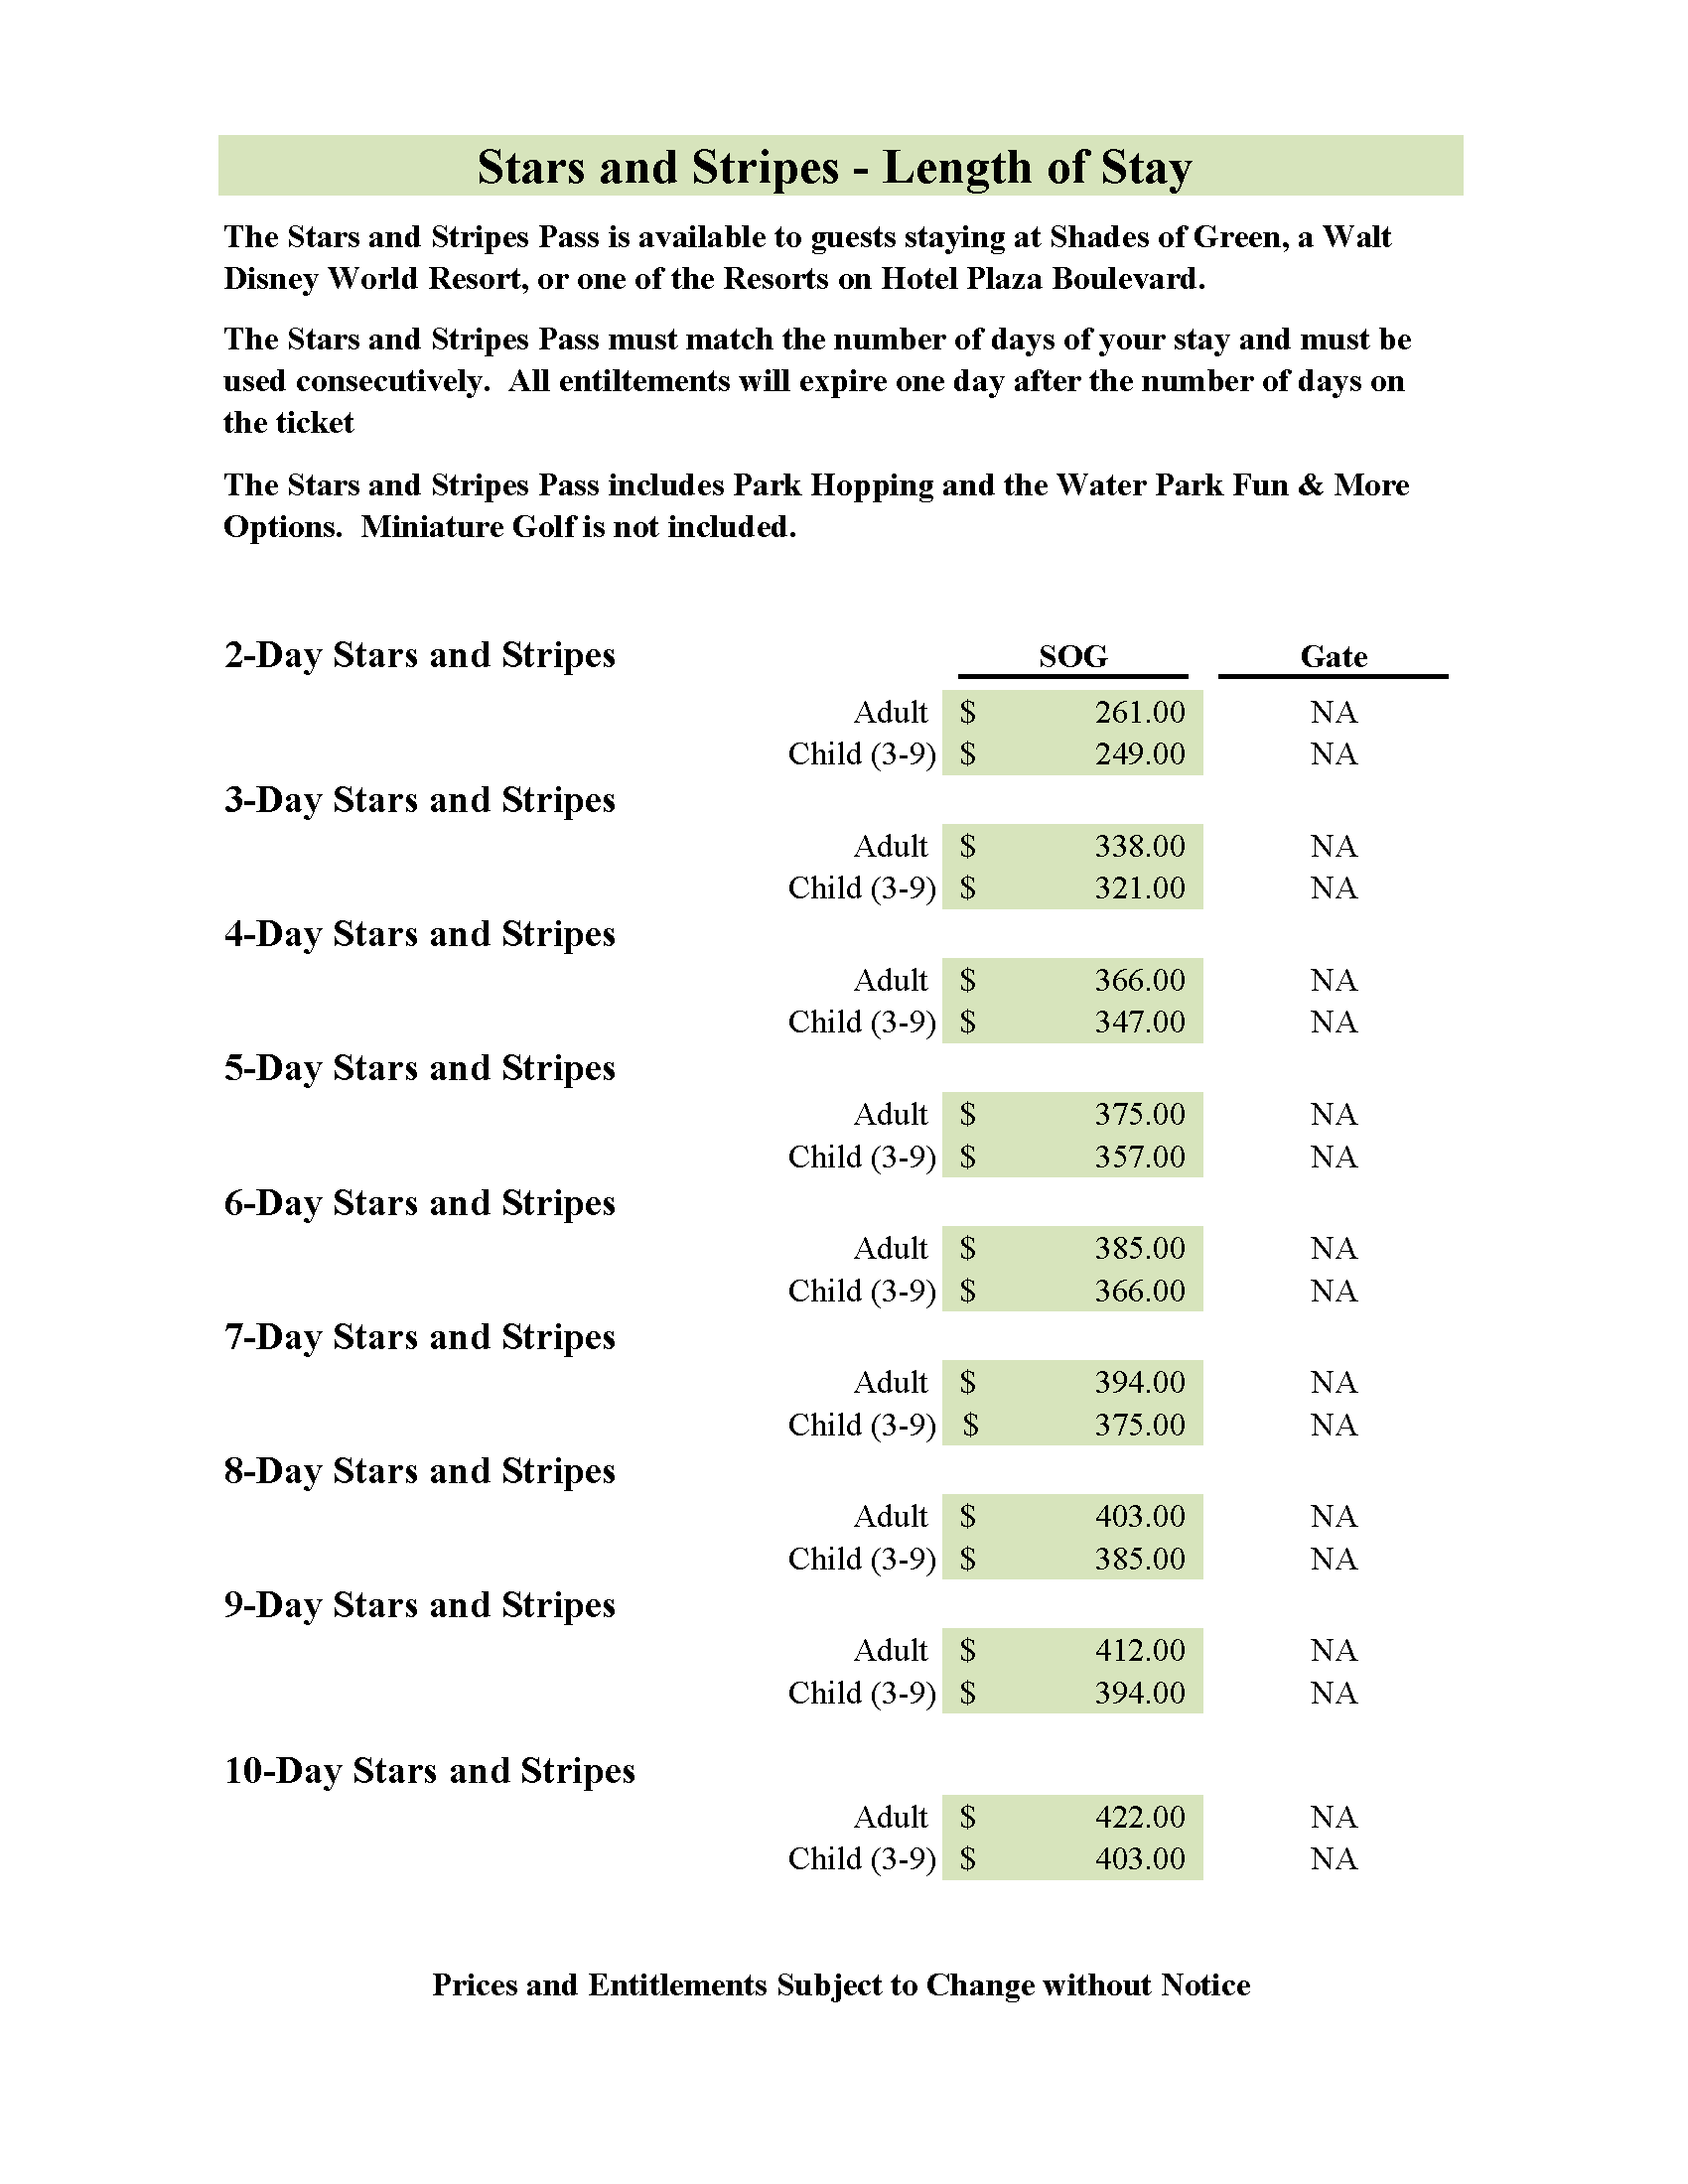 Stars and Stripes - Length of Stay
The Stars and Stripes Pass is available to guests staying at Shades of Green, a Walt
Disney World Resort, or one of the Resorts on Hotel Plaza Boulevard.
The Stars and Stripes Pass must match the number of days of your stay and must be
used consecutively.  All entiltements will expire one day after the number of days on
the ticket
The Stars and Stripes Pass includes Park Hopping and the Water Park Fun & More
Options.  Miniature Golf is not included.
2-Day Stars and Stripes SOG Gate
Adult $ 261.00 NA
Child (3-9) $ 249.00 NA
3-Day Stars and Stripes
Adult $ 338.00 NA
Child (3-9) $ 321.00 NA
4-Day Stars and Stripes
Adult $ 366.00 NA
Child (3-9) $ 347.00 NA
5-Day Stars and Stripes
Adult $ 375.00 NA
Child (3-9) $ 357.00 NA
6-Day Stars and Stripes
Adult $ 385.00 NA
Child (3-9) $ 366.00 NA
7-Day Stars and Stripes
Adult $ 394.00 NA
Child (3-9) $ 375.00 NA
8-Day Stars and Stripes
Adult $ 403.00 NA
Child (3-9) $ 385.00 NA
9-Day Stars and Stripes
Adult $ 412.00 NA
Child (3-9) $ 394.00 NA
10-Day Stars and Stripes
Adult $ 422.00 NA
Child (3-9) $ 403.00 NA
Prices and Entitlements Subject to Change without Notice